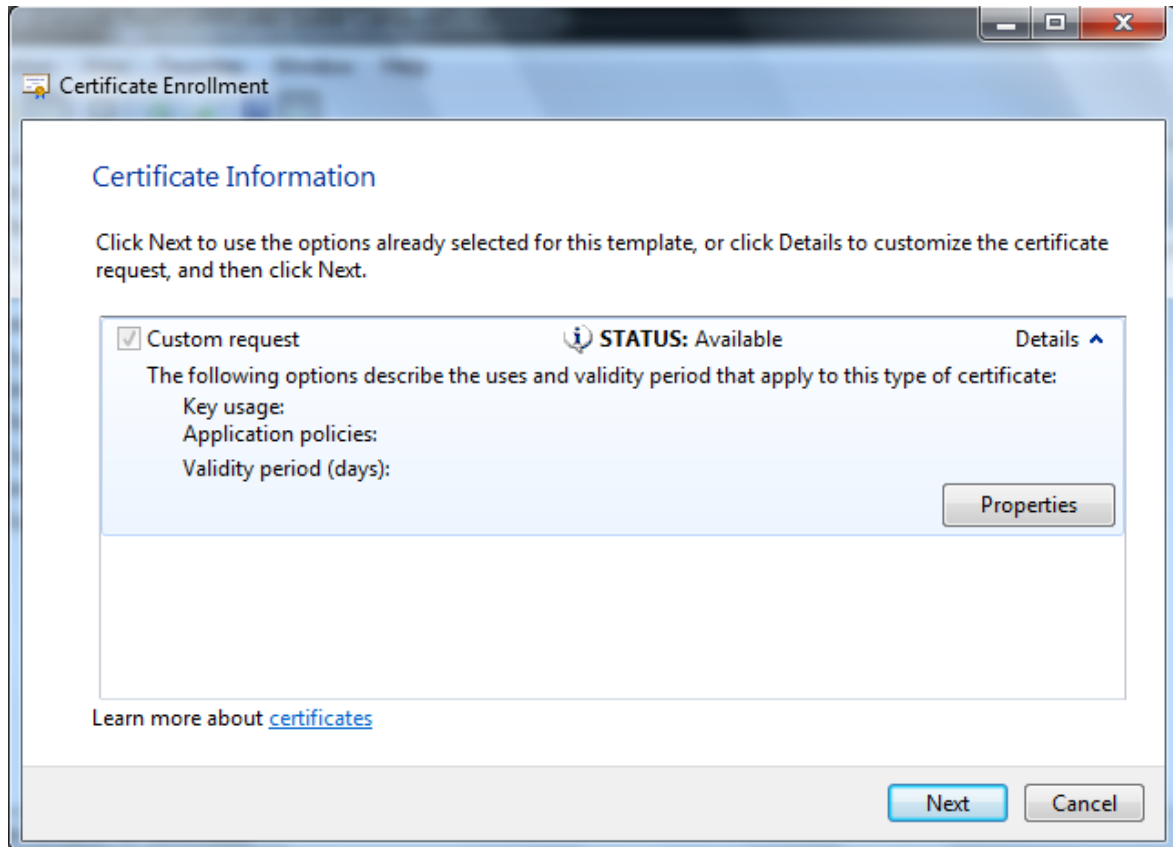 Certificate Enrollment
Certificate Information
Click Next to use the options already selected for this template, or click Details to customize the certificate
request, and then click Next.
Custom request STATUS: Available Details
The following options describe the uses and validity period that apply to this type of certificate:
Key usage:
Application policies:
Validity period (days):
Properties
Learn more about certificates
Next Cancel